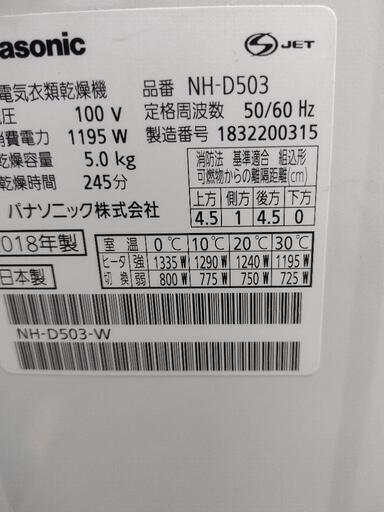 asonic
S JET
電気衣類乾燥機 品番 NH-D503
圧 100 V 定格周波数 50/60 Hz
消費電力 1195 W 製造番号 1832200315
乾燥容量 5.0 kg
乾燥時間 245分
パナソニック株式会社
消防法 基準適合 組込形
可燃物からの離隔距離(cm)
上方 側方 後方 下方
4.5 1 4.5 0
2018年製
日本製
室温 0℃ 10℃ 20℃ 30℃
ヒータ 強 1335 W 1290 W 1240 W 1195 W
切換 弱 800 W 775 W 750 W 725 W
NH-D503-W